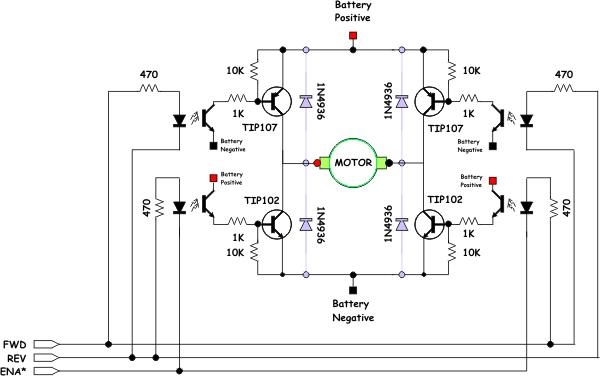 Battery
Positive
470
470
10K
1N4936
1N4936
10K
1K
1K
TIP107
TIP107
Battery
Negative
Battery
Negative
MOTOR
Battery
Positive
Battery
Positive
470
TIP102
TIP102
470
1N4936
1N4936
1K
1K
10K
10K
Battery
Negative
FWD
REV
ENA*